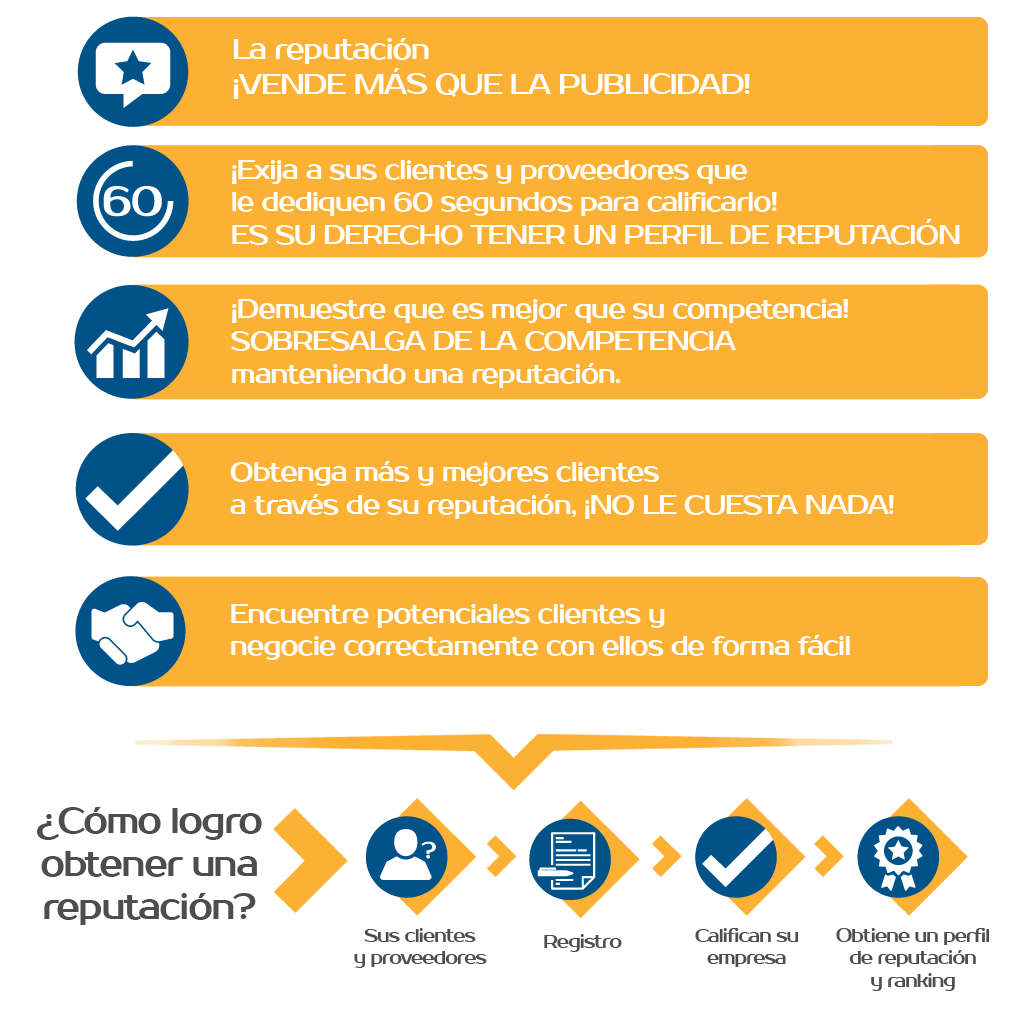 La reputación
¡VENDE MÁS QUE LA PUBLICIDAD!
60
¡Exija a sus clientes y proveedores que
le dediquen 60 segundos para calificarlo!
ES SU DERECHO TENER UN PERFIL DE REPUTACIÓN
¡Demuestre que es mejor que su competencia!
SOBRESALGA DE LA COMPETENCIA
manteniendo una reputación.
Obtenga más y mejores clientes
a través de su reputación, ¡NO LE CUESTA NADA!
Encuentre potenciales clientes y
negocie correctamente con ellos de forma fácil
¿Cómo logro
obtener una
reputación?
?
Sus clientes
y proveedores
Registro
Califican su
empresa
Obtiene un perfil
de reputación
y ranking